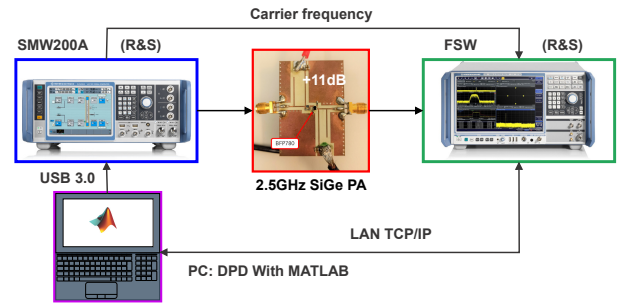 Carrier frequency
SMW200A (R&S)
FSW (R&S)
+11dB
BFP780
2.5GHz SiGe PA
USB 3.0
LAN TCP/IP
PC: DPD With MATLAB